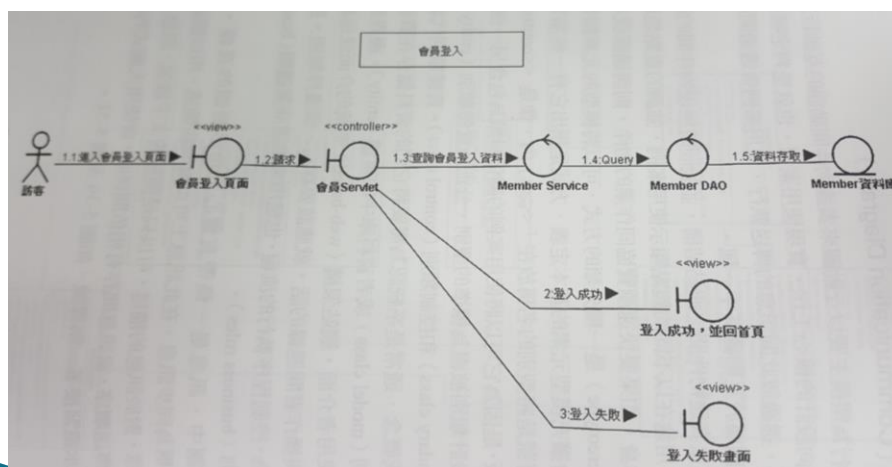 會員登入
<<view>>
<<controller>>
1.1:進入會員登入頁面▶
1.2:請求▶
1.3:查詢會員登入資料▶
1.4:Query▶
1.5:資料存取▶
訪客
會員登入頁面
會員Servlet
Member Service
Member DAO
Member資料
<<view>>
2:登入成功▶
登入成功，並回首頁
<<view>>
3:登入失敗▶
登入失敗畫面